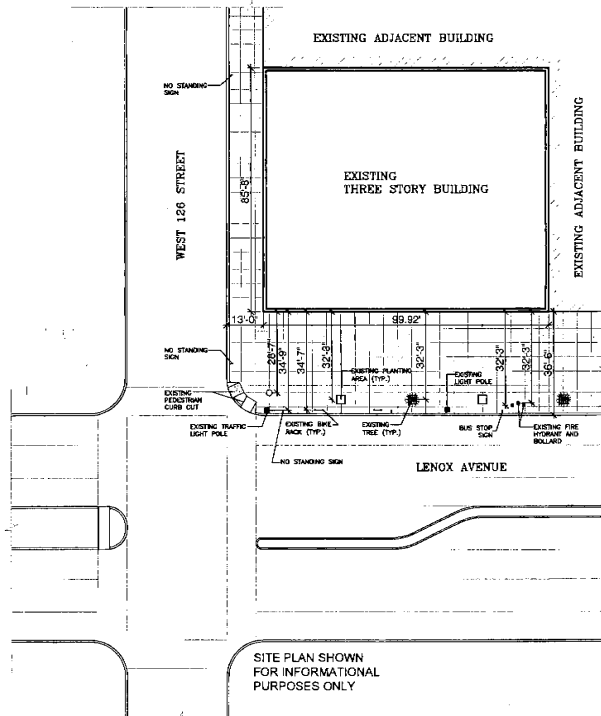 EXISTING ADJACENT BUILDING
NO STANDING
SIGN
EXISTING
THREE STORY BUILDING
EXISTING ADJACENT BUILDING
WEST 126 STREET
85'-8"
13'-0"
99.92'
NO STANDING
SIGN
28'-7"
34'-9"
34'-7"
32'-3"
32'-3"
32'-3"
32'-3"
36'-6"
EXISTING PLANTING
AREA (TYP.)
EXISTING
LIGHT POLE
EXISTING
PEDESTRIAN
CURB CUT
EXISTING TRAFFIC
LIGHT POLE
EXISTING BIKE
RACK (TYP.)
EXISTING
TREE (TYP.)
BUS STOP
SIGN
EXISTING FIRE
HYDRANT AND
BOLLARD
NO STANDING SIGN
LENOX AVENUE
SITE PLAN SHOWN
FOR INFORMATIONAL
PURPOSES ONLY